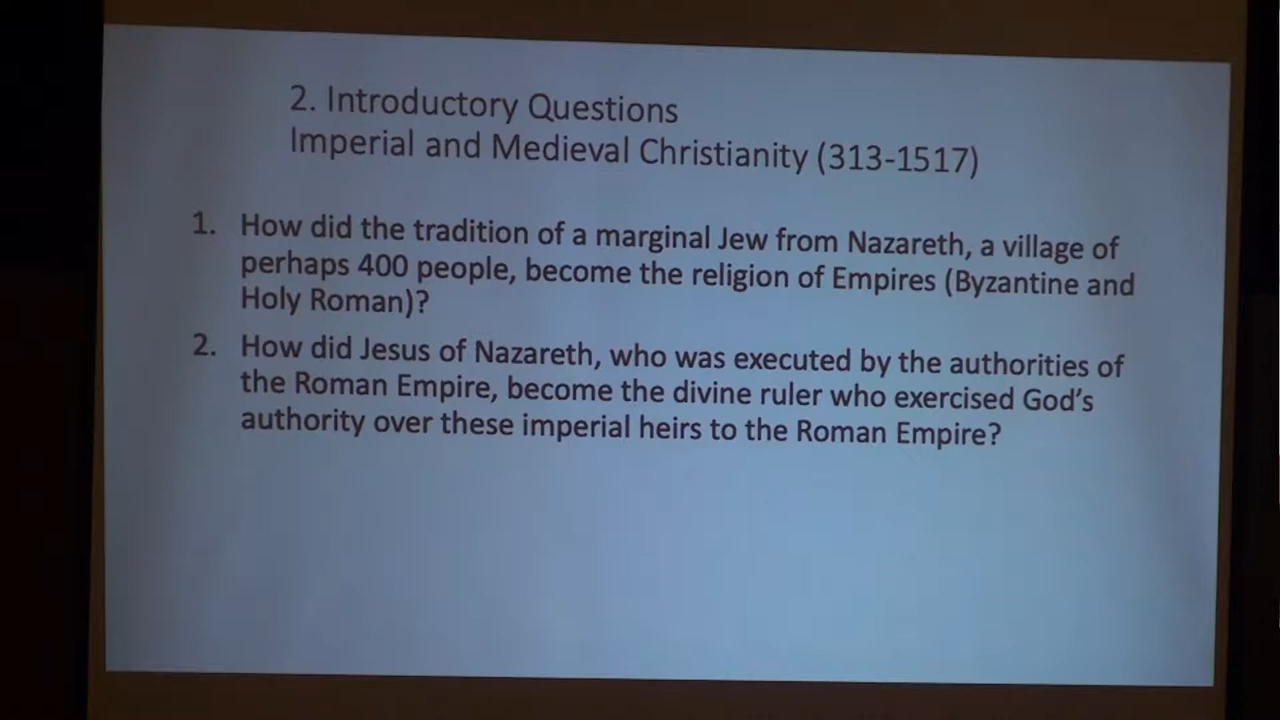 2. Introductory Questions
Imperial and Medieval Christianity (313-1517)
1. How did the tradition of a marginal Jew from Nazareth, a village of
perhaps 400 people, become the religion of Empires (Byzantine and
Holy Roman)?
2. How did Jesus of Nazareth, who was executed by the authorities of
the Roman Empire, become the divine ruler who exercised God's
authority over these imperial heirs to the Roman Empire?